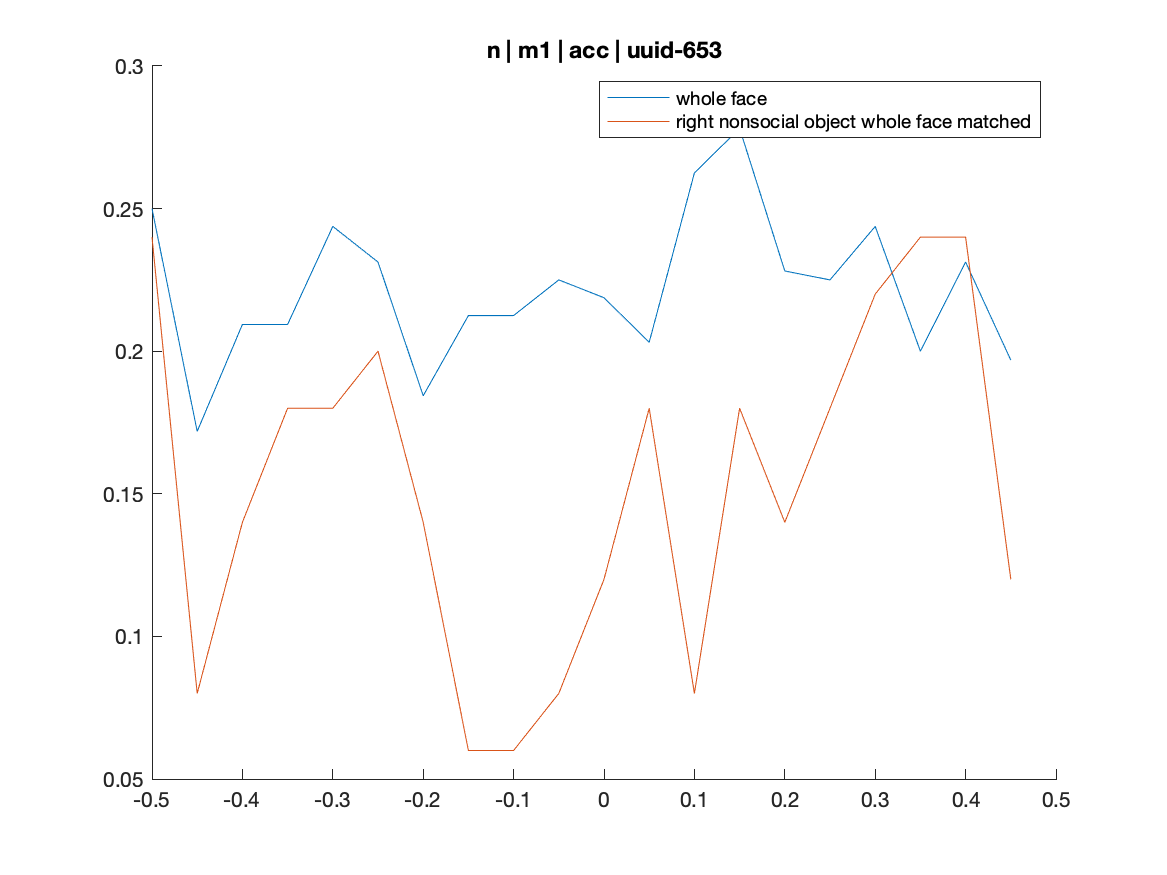 n | m1 | acc | uuid-653
whole face
right nonsocial object whole face matched
0.3
0.25
0.2
0.15
0.1
0.05
-0.5 -0.4 -0.3 -0.2 -0.1 0 0.1 0.2 0.3 0.4 0.5